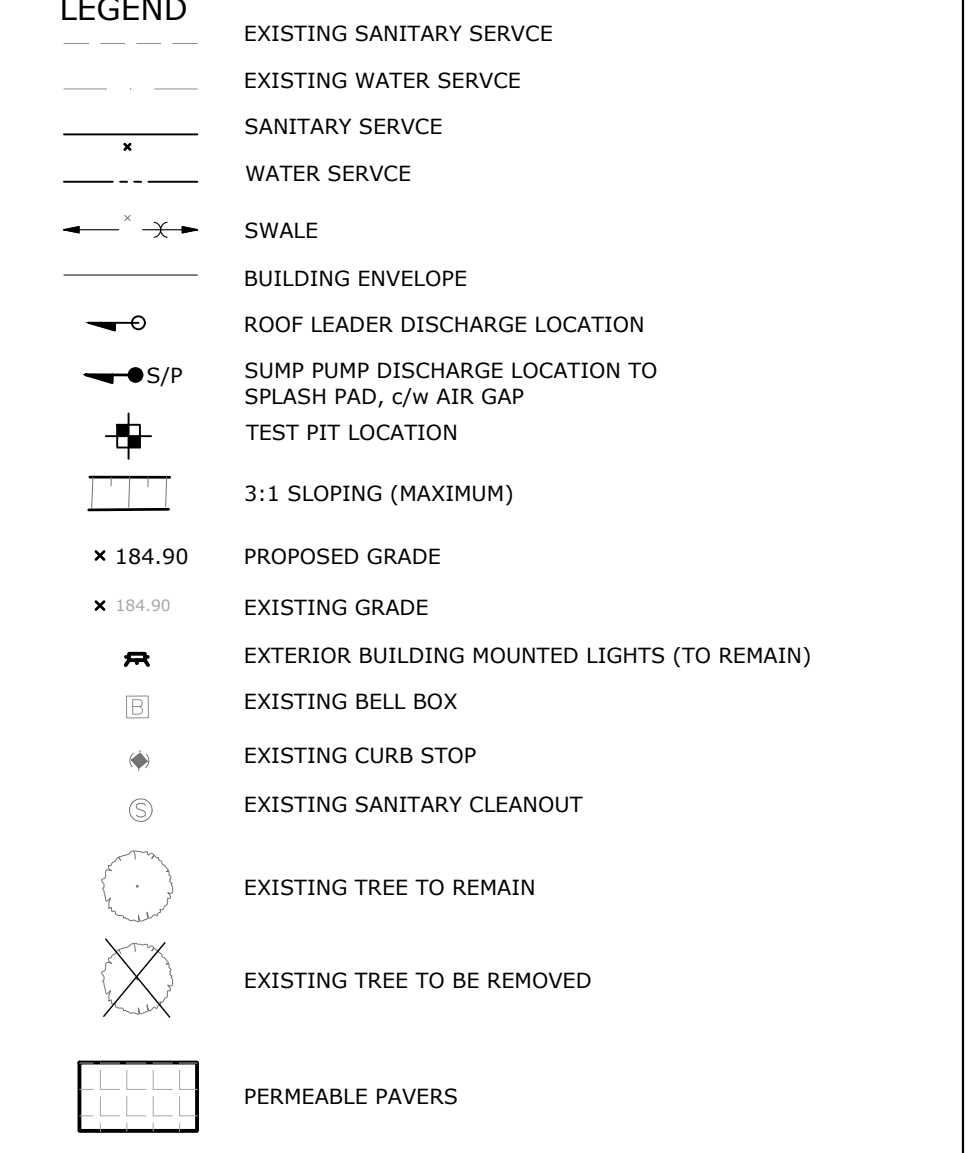 LEGEND
EXISTING SANITARY SERVCE
EXISTING WATER SERVCE
SANITARY SERVCE
WATER SERVCE
SWALE
BUILDING ENVELOPE
ROOF LEADER DISCHARGE LOCATION
S/P SUMP PUMP DISCHARGE LOCATION TO
SPLASH PAD, c/w AIR GAP
TEST PIT LOCATION
3:1 SLOPING (MAXIMUM)
× 184.90 PROPOSED GRADE
× 184.90 EXISTING GRADE
EXTERIOR BUILDING MOUNTED LIGHTS (TO REMAIN)
B EXISTING BELL BOX
EXISTING CURB STOP
S EXISTING SANITARY CLEANOUT
EXISTING TREE TO REMAIN
EXISTING TREE TO BE REMOVED
PERMEABLE PAVERS